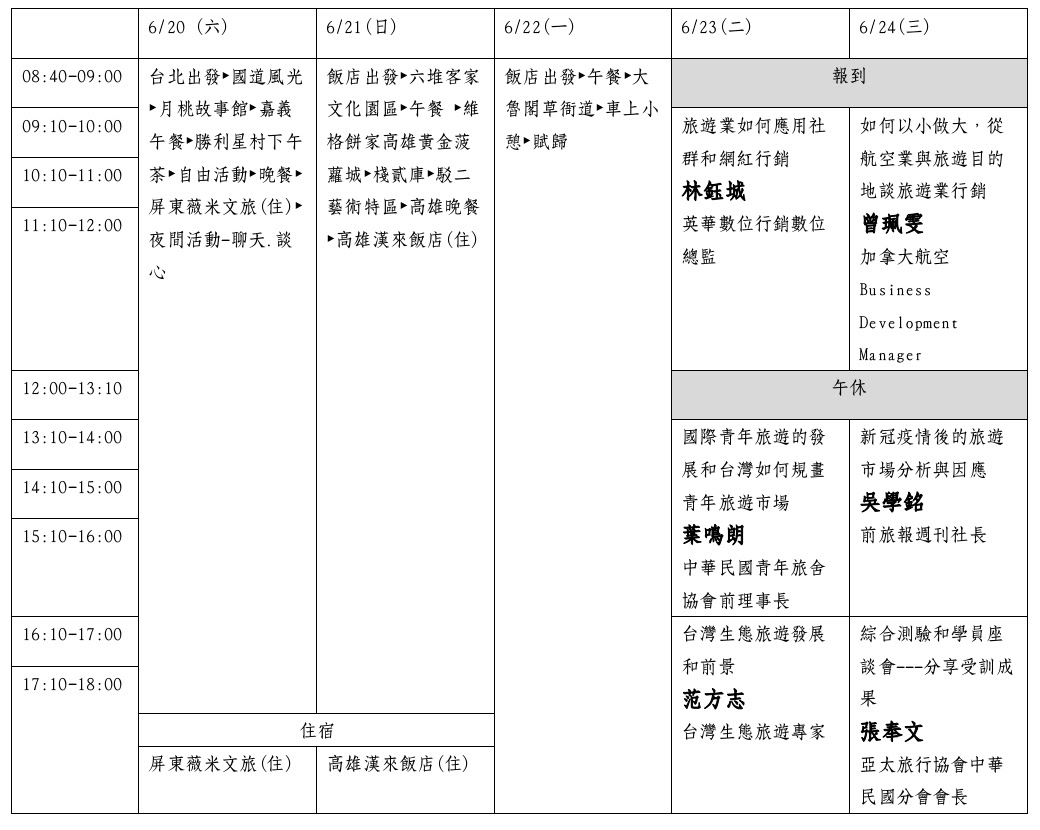 6/20 (六)
6/21(日)
6/22(一)
6/23(二)
6/24(三)
08:40-09:00
09:10-10:00
10:10-11:00
11:10-12:00
台北出發▸國道風光
▸月桃故事館▸嘉義
午餐▸勝利星村下午
茶▸自由活動▸晚餐▸
屏東薇米文旅(住)▸
夜間活動-聊天.談
心
飯店出發▸六堆客家
文化園區▸午餐 ▸維
格餅家高雄黃金菠
蘿城▸棧貳庫▸駁二
藝術特區▸高雄晚餐
▸高雄漢來飯店(住)
飯店出發▸午餐▸大
魯閣草衙道▸車上小
憩▸賦歸
報到
旅遊業如何應用社
群和網紅行銷
林鈺城
英華數位行銷數位
總監
如何以小做大，從
航空業與旅遊目的
地談旅遊業行銷
曾珮雯
加拿大航空
Business
Development
Manager
12:00-13:10
午休
13:10-14:00
14:10-15:00
15:10-16:00
國際青年旅遊的發
展和台灣如何規畫
青年旅遊市場
葉鳴朗
中華民國青年旅舍
協會前理事長
新冠疫情後的旅遊
市場分析與因應
吳學銘
前旅報週刊社長
16:10-17:00
17:10-18:00
台灣生態旅遊發展
和前景
范方志
台灣生態旅遊專家
綜合測驗和學員座
談會---分享受訓成
果
張奉文
亞太旅行協會中華
民國分會會長
住宿
屏東薇米文旅(住)
高雄漢來飯店(住)